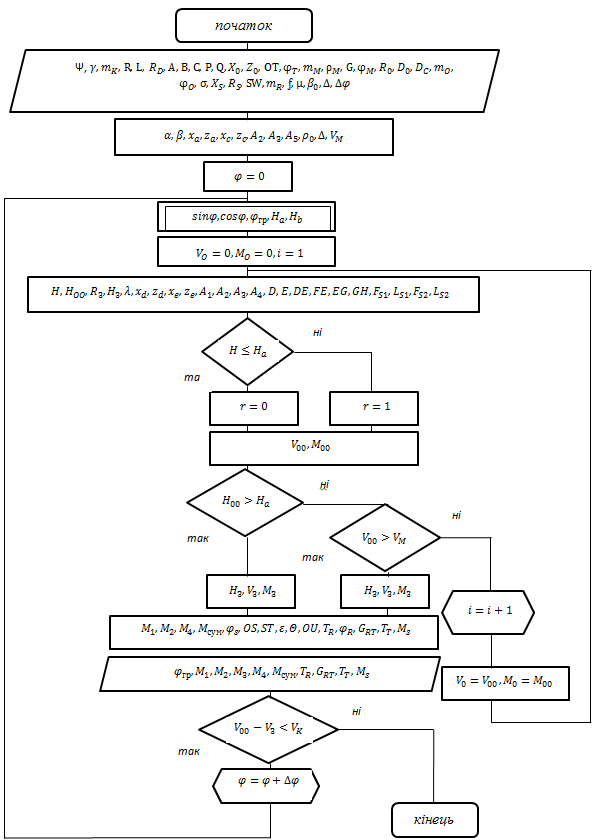 початок
Ψ, γ, m_K, R, L, R_D, A, B, C, P, Q, X_0, Z_0, OT, φ_T, m_M, ρ_M, G, φ_M, R_0, D_0, D_C, m_O,
φ_O, σ, X_S, R_S, SW, m_R, ƒ, μ, β_0, Δ, Δφ
α, β, x_a, z_a, x_c, z_c, A_2, A_3, A_5, ρ_0, Δ, V_M
φ = 0
sinφ, cosφ, φ_гр, H_a, H_b
V_O = 0, M_O = 0, i = 1
H, H_OO, R_3, H_3, λ, x_d, z_d, x_e, z_e, A_1, A_2, A_3, A_4, D, E, DE, FE, EG, GH, F_S1, L_S1, F_S2, L_S2
ні
H ≤ H_a
та
r = 0
r = 1
V_00, M_00
ні
H_00 > H_a
ні
так
V_00 > V_M
так
H_3, V_3, M_3
H_3, V_3, M_3
i = i + 1
M_1, M_2, M_4, M_сум, φ_s, OS, ST, ε, Θ, OU, T_R, φ_R, G_RT, T_T, M_s
φ_гр, M_1, M_2, M_3, M_4, M_сум, T_R, G_RT, T_T, M_s
V_0 = V_00, M_0 = M_00
ні
V_00 − V_3 < V_K
так
φ = φ + Δφ
кінець